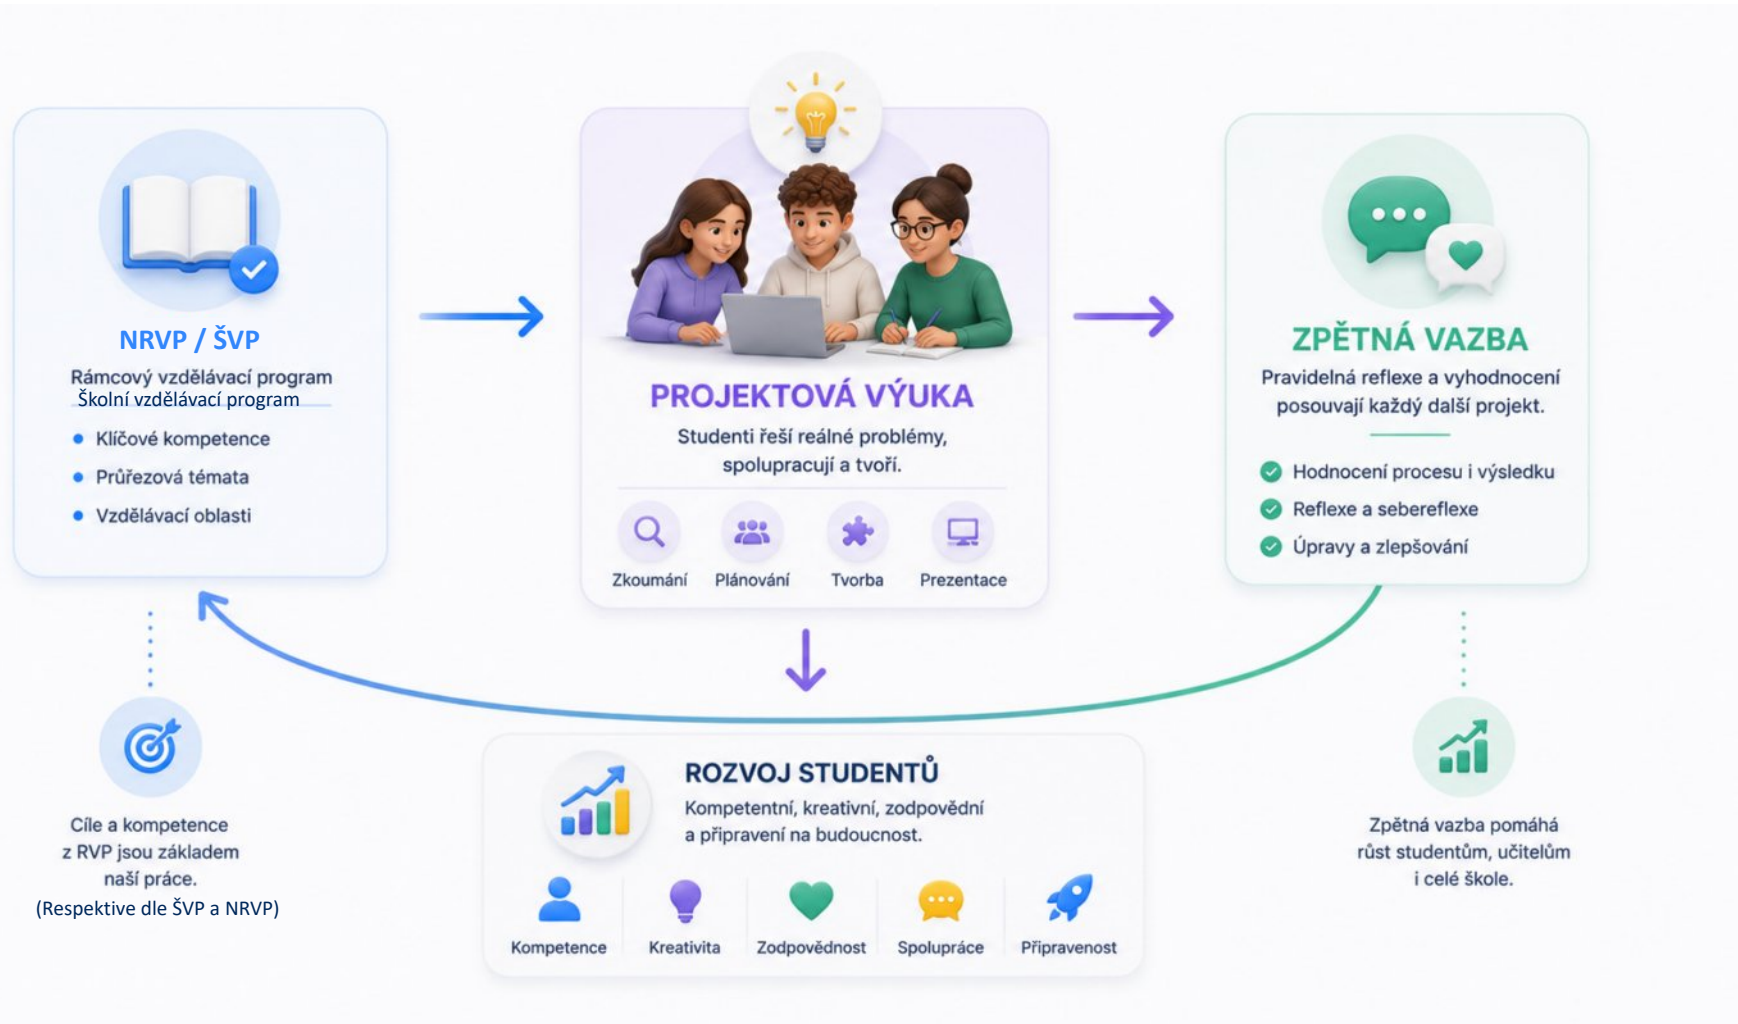 NRVP / ŠVP
Rámcový vzdělávací program
Školní vzdělávací program
Klíčové kompetence
Průřezová témata
Vzdělávací oblasti
Cíle a kompetence
z RVP jsou základem
naší práce.
(Respektive dle ŠVP a NRVP)
PROJEKTOVÁ VÝUKA
Studenti řeší reálné problémy,
spolupracují a tvoří.
Zkoumání Plánování Tvorba Prezentace
ROZVOJ STUDENTŮ
Kompetentní, kreativní, zodpovědní
a připravení na budoucnost.
Kompetence Kreativita Zodpovědnost Spolupráce Připravenost
ZPĚTNÁ VAZBA
Pravidelná reflexe a vyhodnocení
posouvají každý další projekt.
Hodnocení procesu i výsledku
Reflexe a sebereflexe
Úpravy a zlepšování
Zpětná vazba pomáhá
růst studentům, učitelům
i celé škole.